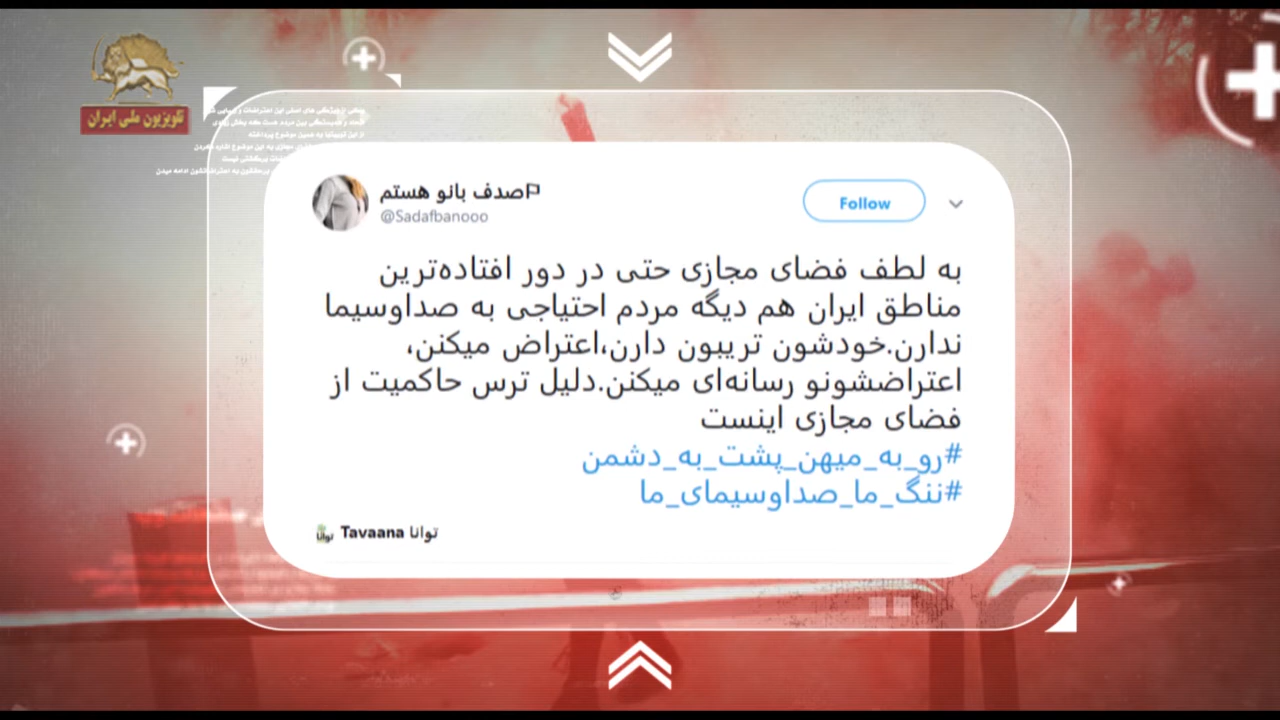 تلویزیون ملی ایران
صدف بانو هستم
@Sadafbanooo
Follow
به لطف فضای مجازی حتی در دور افتاده‌ترین
مناطق ایران هم دیگه مردم احتیاجی به صداوسیما
ندارن.خودشون تریبون دارن،اعتراض میکنن،
اعتراضشونو رسانه‌ای میکنن.دلیل ترس حاکمیت از
فضای مجازی اینست
#رو_به_میهن_پشت_به_دشمن
#ننگ_ما_صداوسیمای_ما
توانا Tavaana